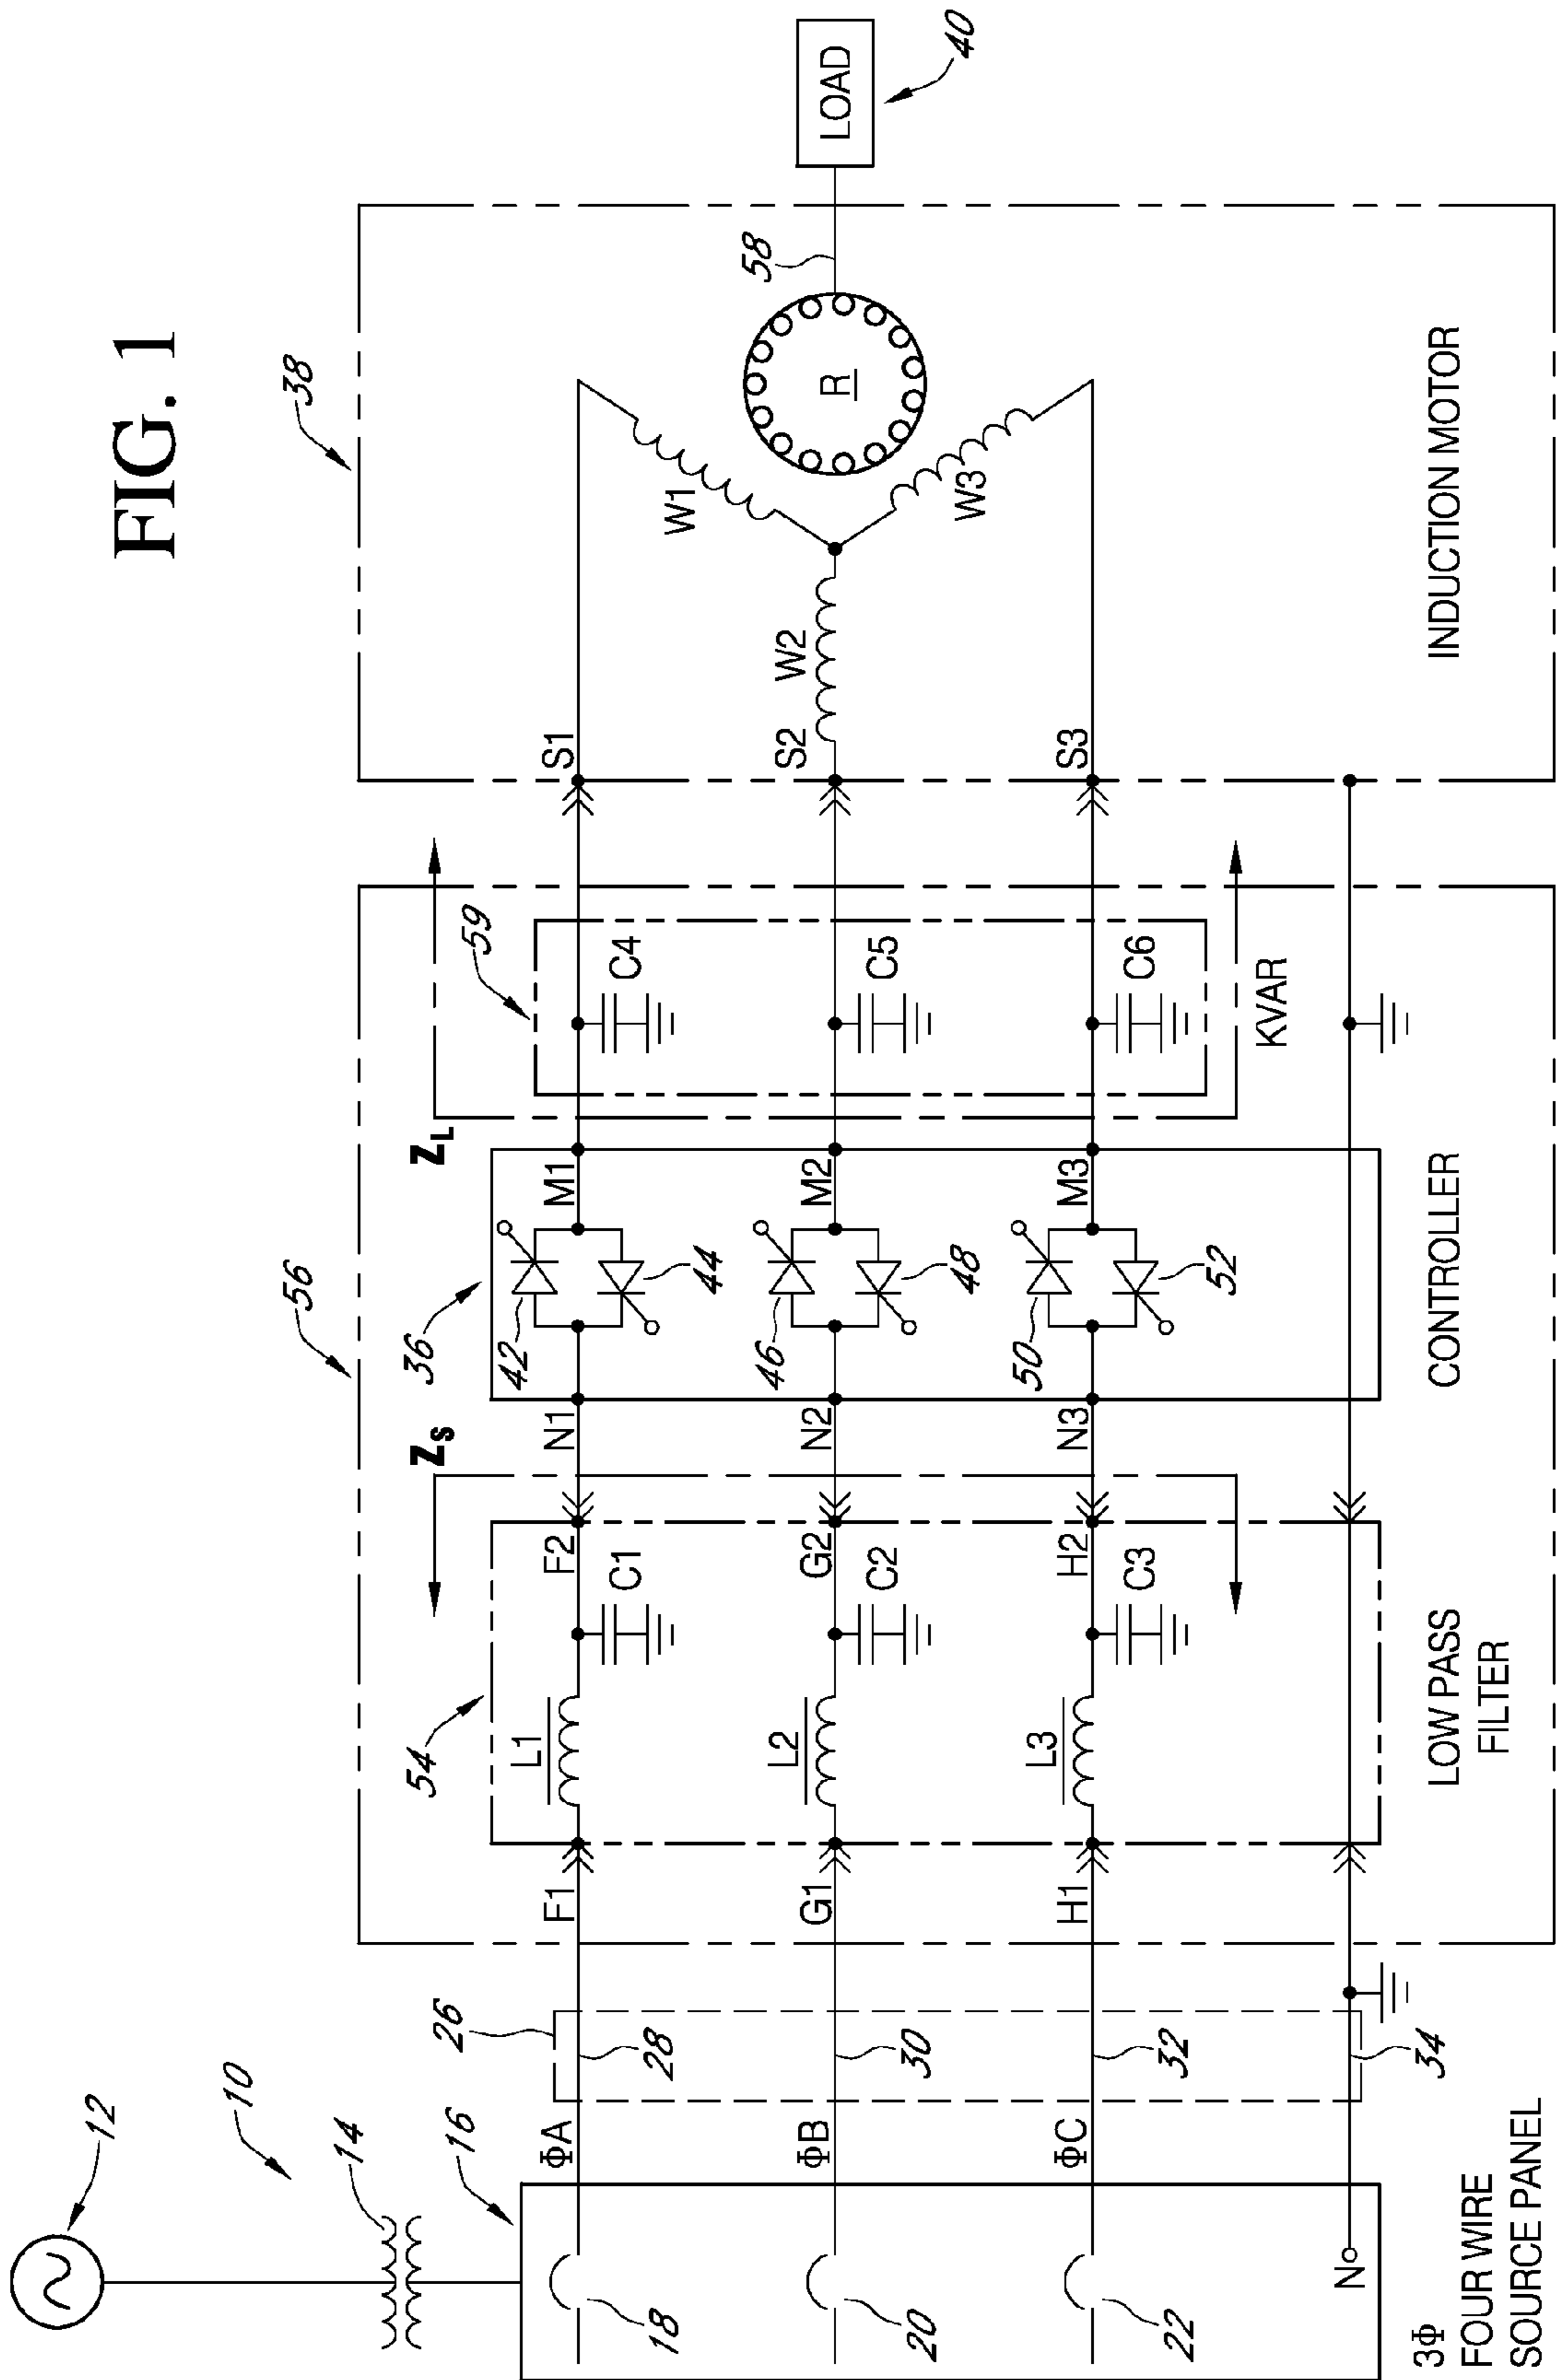 FIG. 1
12
10
14
16
18
20
22
ΦA
ΦB
ΦC
N
3Φ
FOUR WIRE
SOURCE PANEL
26
28
30
32
34
56
54
F1
G1
H1
L1
L2
L3
C1
C2
C3
F2
G2
H2
LOW PASS
FILTER
ZS
N1
N2
N3
36
42
44
46
48
50
52
M1
M2
M3
CONTROLLER
ZL
59
C4
C5
C6
KVAR
38
S1
S2
S3
W1
W2
W3
R
58
INDUCTION MOTOR
LOAD
40